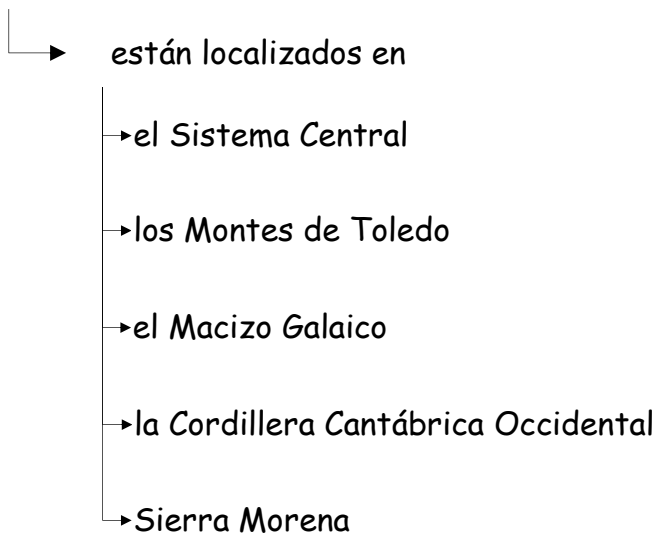 están localizados en
el Sistema Central
los Montes de Toledo
el Macizo Galaico
la Cordillera Cantábrica Occidental
Sierra Morena